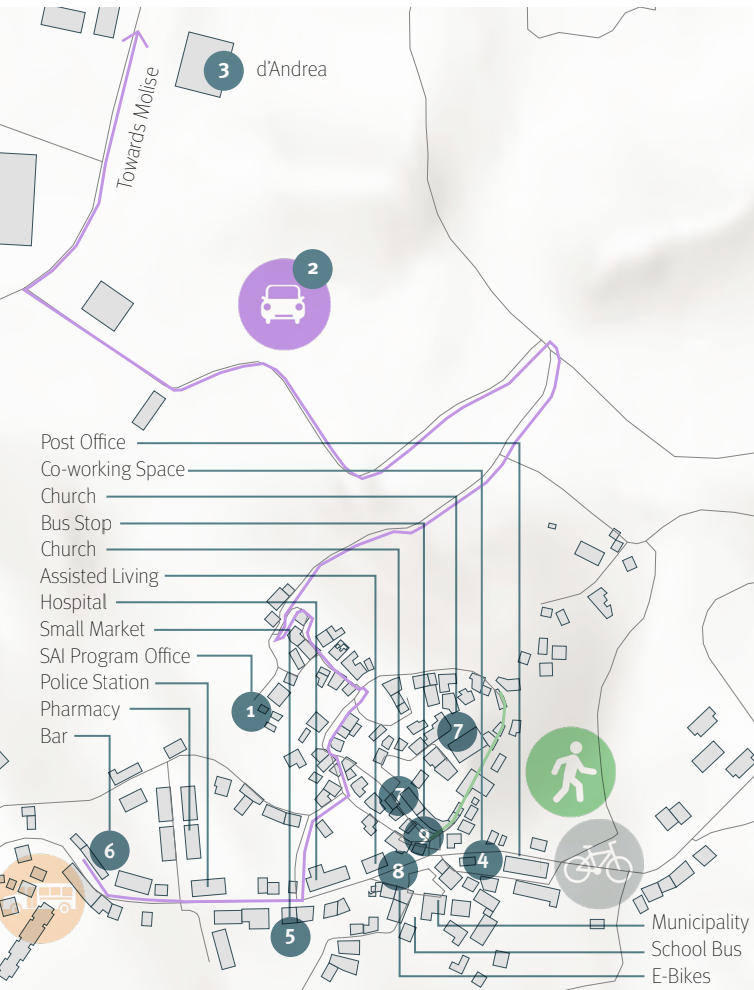 3
d'Andrea
Towards Molise
2
Post Office
Co-working Space
Church
Bus Stop
Church
Assisted Living
Hospital
Small Market
SAI Program Office
Police Station
Pharmacy
Bar
1
7
7
9
6
8
4
5
Municipality
School Bus
E-Bikes